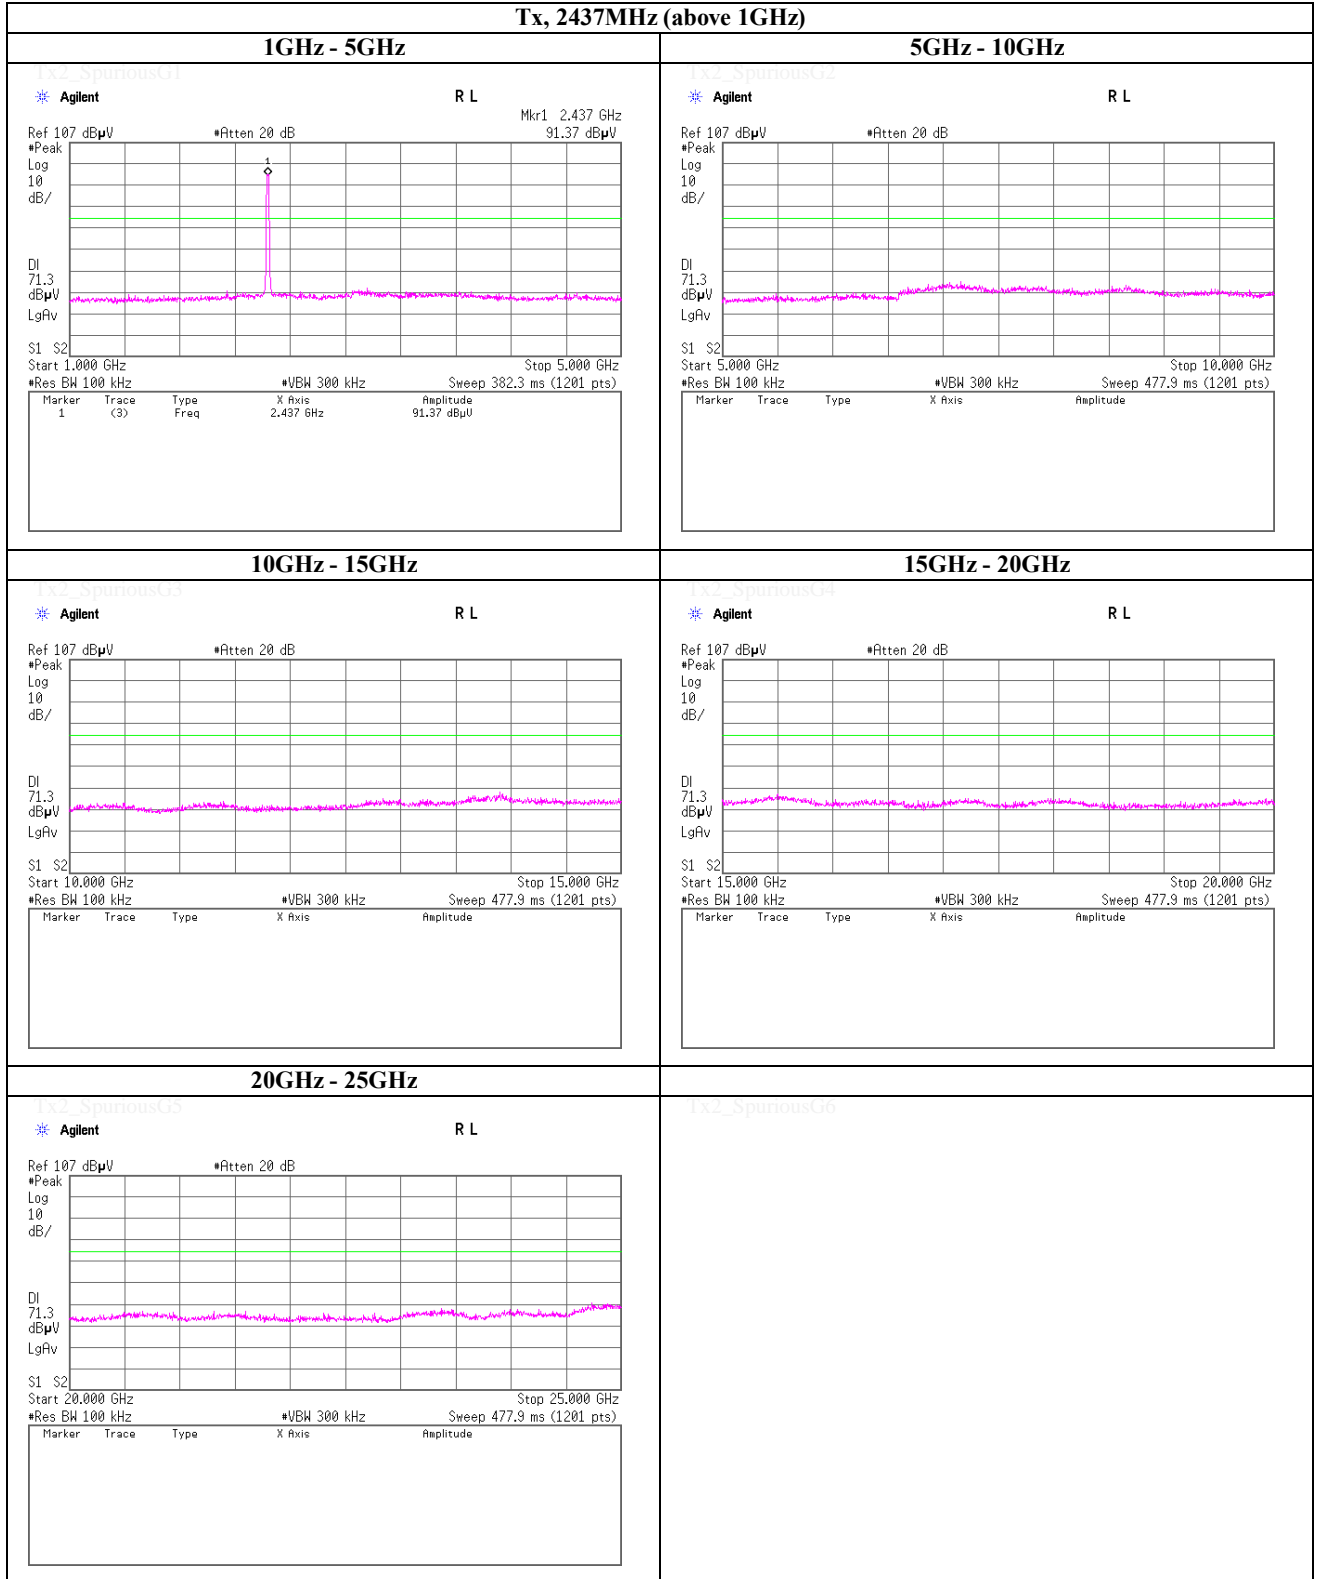 Tx, 2437MHz (above 1GHz)
1GHz - 5GHz
Tx2_SpuriousG1
Agilent R L
Mkr1 2.437 GHz
Ref 107 dBµV #Atten 20 dB 91.37 dBµV
#Peak
Log
10
dB/
1
DI
71.3
dBµV
LgAv
S1 S2
Start 1.000 GHz Stop 5.000 GHz
#Res BW 100 kHz #VBW 300 kHz Sweep 382.3 ms (1201 pts)
Marker Trace Type X Axis Amplitude
1 (3) Freq 2.437 GHz 91.37 dBµV
5GHz - 10GHz
Tx2_SpuriousG2
Agilent R L
Ref 107 dBµV #Atten 20 dB
#Peak
Log
10
dB/
DI
71.3
dBµV
LgAv
S1 S2
Start 5.000 GHz Stop 10.000 GHz
#Res BW 100 kHz #VBW 300 kHz Sweep 477.9 ms (1201 pts)
Marker Trace Type X Axis Amplitude
10GHz - 15GHz
Tx2_SpuriousG3
Agilent R L
Ref 107 dBµV #Atten 20 dB
#Peak
Log
10
dB/
DI
71.3
dBµV
LgAv
S1 S2
Start 10.000 GHz Stop 15.000 GHz
#Res BW 100 kHz #VBW 300 kHz Sweep 477.9 ms (1201 pts)
Marker Trace Type X Axis Amplitude
15GHz - 20GHz
Tx2_SpuriousG4
Agilent R L
Ref 107 dBµV #Atten 20 dB
#Peak
Log
10
dB/
DI
71.3
dBµV
LgAv
S1 S2
Start 15.000 GHz Stop 20.000 GHz
#Res BW 100 kHz #VBW 300 kHz Sweep 477.9 ms (1201 pts)
Marker Trace Type X Axis Amplitude
20GHz - 25GHz
Tx2_SpuriousG5
Agilent R L
Ref 107 dBµV #Atten 20 dB
#Peak
Log
10
dB/
DI
71.3
dBµV
LgAv
S1 S2
Start 20.000 GHz Stop 25.000 GHz
#Res BW 100 kHz #VBW 300 kHz Sweep 477.9 ms (1201 pts)
Marker Trace Type X Axis Amplitude
Tx2_SpuriousG6